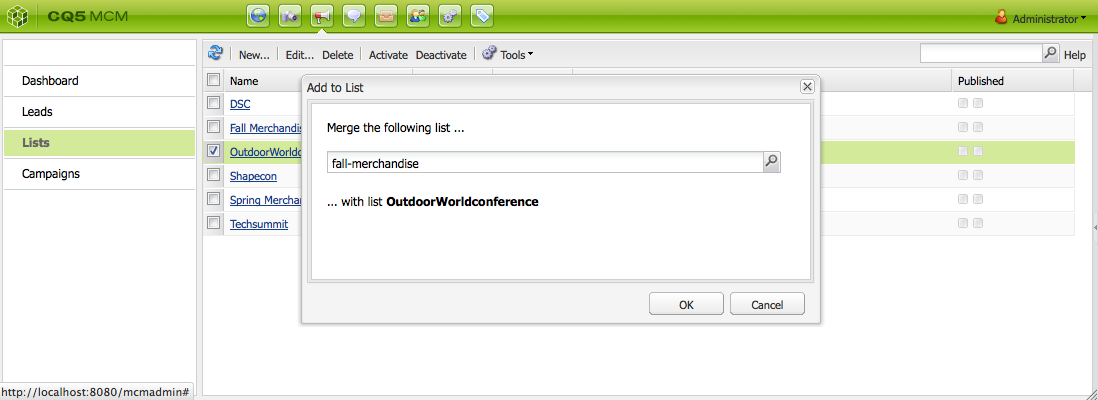 CQ5 MCM
Administrator
New... Edit... Delete Activate Deactivate Tools Help
Dashboard
Leads
Lists
Campaigns
Name Published
DSC
Fall Merchandis
OutdoorWorldc
Shapecon
Spring Mercha
Techsummit
Add to List
Merge the following list ...
fall-merchandise
... with list OutdoorWorldconference
OK Cancel
http://localhost:8080/mcmadmin#